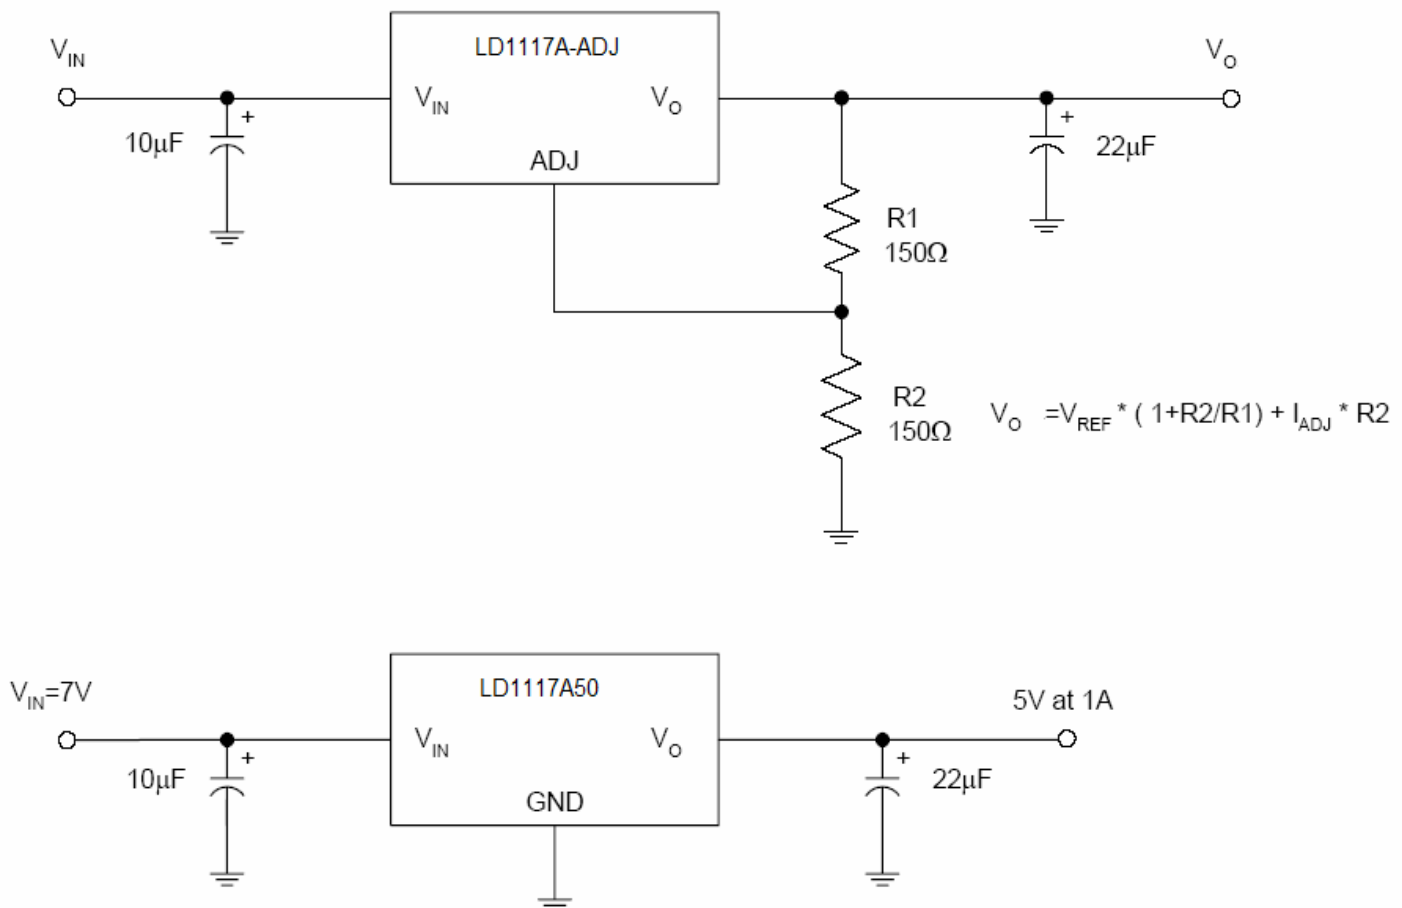 LD1117A-ADJ
VIN
VO
VIN
VO
+
+
10μF
22μF
ADJ
R1
150Ω
R2
150Ω
VO =VREF * ( 1+R2/R1) + IADJ * R2
LD1117A50
VIN=7V
5V at 1A
VIN
VO
+
+
10μF
22μF
GND